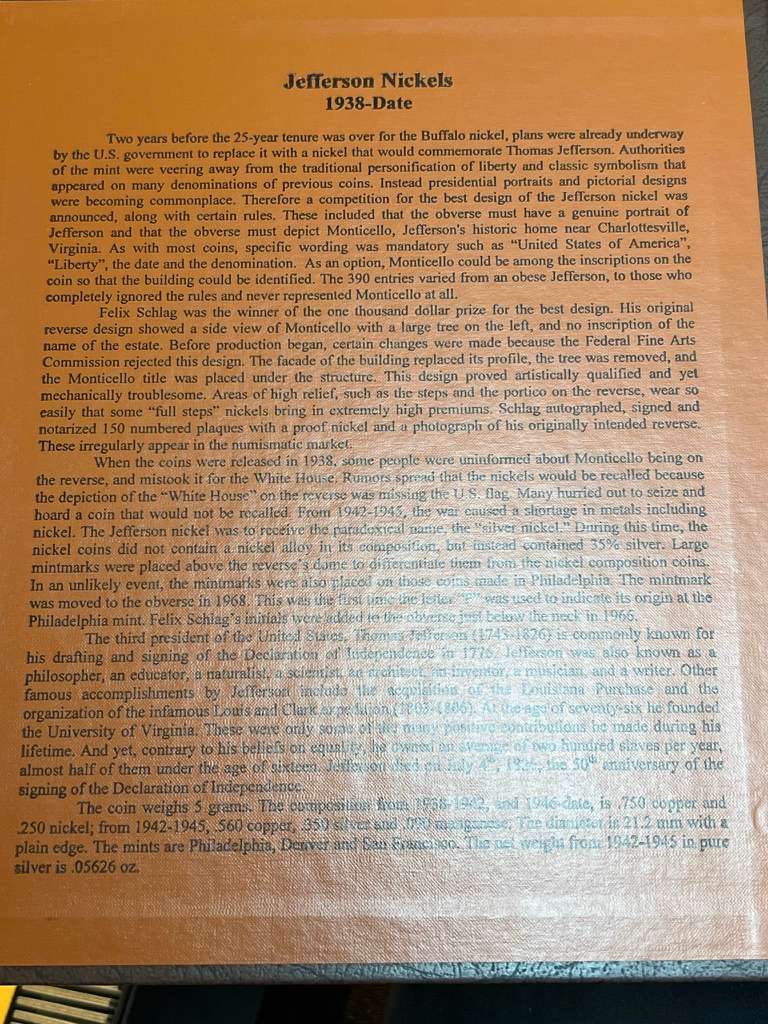 Jefferson Nickels
1938-Date
Two years before the 25-year tenure was over for the Buffalo nickel, plans were already underway
by the U.S. government to replace it with a nickel that would commemorate Thomas Jefferson. Authorities
of the mint were veering away from the traditional personification of liberty and classic symbolism that
appeared on many denominations of previous coins. Instead presidential portraits and pictorial designs
were becoming commonplace. Therefore a competition for the best design of the Jefferson nickel was
announced, along with certain rules. These included that the obverse must have a genuine portrait of
Jefferson and that the obverse must depict Monticello, Jefferson's historic home near Charlottesville,
Virginia. As with most coins, specific wording was mandatory such as “United States of America”,
“Liberty”, the date and the denomination. As an option, Monticello could be among the inscriptions on the
coin so that the building could be identified. The 390 entries varied from an obese Jefferson, to those who
completely ignored the rules and never represented Monticello at all.
Felix Schlag was the winner of the one thousand dollar prize for the best design. His original
reverse design showed a side view of Monticello with a large tree on the left, and no inscription of the
name of the estate. Before production began, certain changes were made because the Federal Fine Arts
Commission rejected this design. The facade of the building replaced its profile, the tree was removed, and
the Monticello title was placed under the structure. This design proved artistically qualified and yet
mechanically troublesome. Areas of high relief, such as the steps and the portico on the reverse, wear so
easily that some “full steps” nickels bring in extremely high premiums. Schlag autographed, signed and
notarized 150 numbered plaques with a proof nickel and a photograph of his originally intended reverse.
These irregularly appear in the numismatic market.
When the coins were released in 1938, some people were uninformed about Monticello being on
the reverse, and mistook it for the White House. Rumors spread that the nickels would be recalled because
the depiction of the “White House” on the reverse was missing the U.S. flag. Many hurried out to seize and
hoard a coin that would not be recalled. From 1942-1945, the war caused a shortage in metals including
nickel. The Jefferson nickel was to receive the paradoxical name, the “silver nickel.” During this time, the
nickel coins did not contain a nickel alloy in its composition, but instead contained 35% silver. Large
mintmarks were placed above the reverse's dome to differentiate them from the nickel composition coins.
In an unlikely event, the mintmarks were also placed on those coins made in Philadelphia. The mintmark
was moved to the obverse in 1968. This was the first time the letter “P” was used to indicate its origin at the
Philadelphia mint. Felix Schlag's initials were added to the obverse just below the neck in 1966.
The third president of the United States, Thomas Jefferson (1743-1826) is commonly known for
his drafting and signing of the Declaration of Independence in 1776. Jefferson was also known as a
philosopher, an educator, a naturalist, a scientist, an architect, an inventor, a musician, and a writer. Other
famous accomplishments by Jefferson include the acquisition of the Louisiana Purchase and the
organization of the infamous Louis and Clark expedition (1803-1806). At the age of seventy-six he founded
the University of Virginia. These were only some of the many positive contributions he made during his
lifetime. And yet, contrary to his beliefs on equality, he owned an average of two hundred slaves per year,
almost half of them under the age of sixteen. Jefferson died on July 4th, 1826, the 50th anniversary of the
signing of the Declaration of Independence.
The coin weighs 5 grams. The composition from 1938-1942, and 1946-date, is .750 copper and
.250 nickel; from 1942-1945, .560 copper, .350 silver and .090 manganese. The diameter is 21.2 mm with a
plain edge. The mints are Philadelphia, Denver and San Francisco. The net weight from 1942-1945 in pure
silver is .05626 oz.